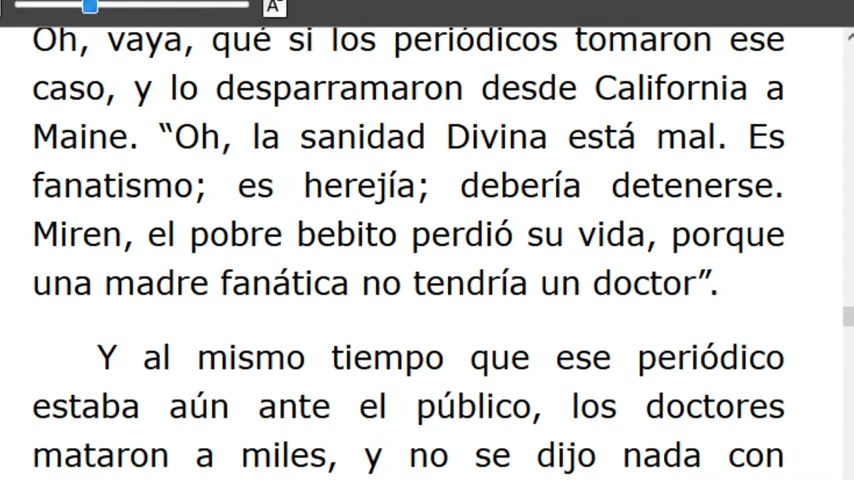 A
Oh, vaya, qué si los periódicos tomaron ese
caso, y lo desparramaron desde California a
Maine. “Oh, la sanidad Divina está mal. Es
fanatismo; es herejía; debería detenerse.
Miren, el pobre bebito perdió su vida, porque
una madre fanática no tendría un doctor”.
Y al mismo tiempo que ese periódico
estaba aún ante el público, los doctores
mataron a miles, y no se dijo nada con